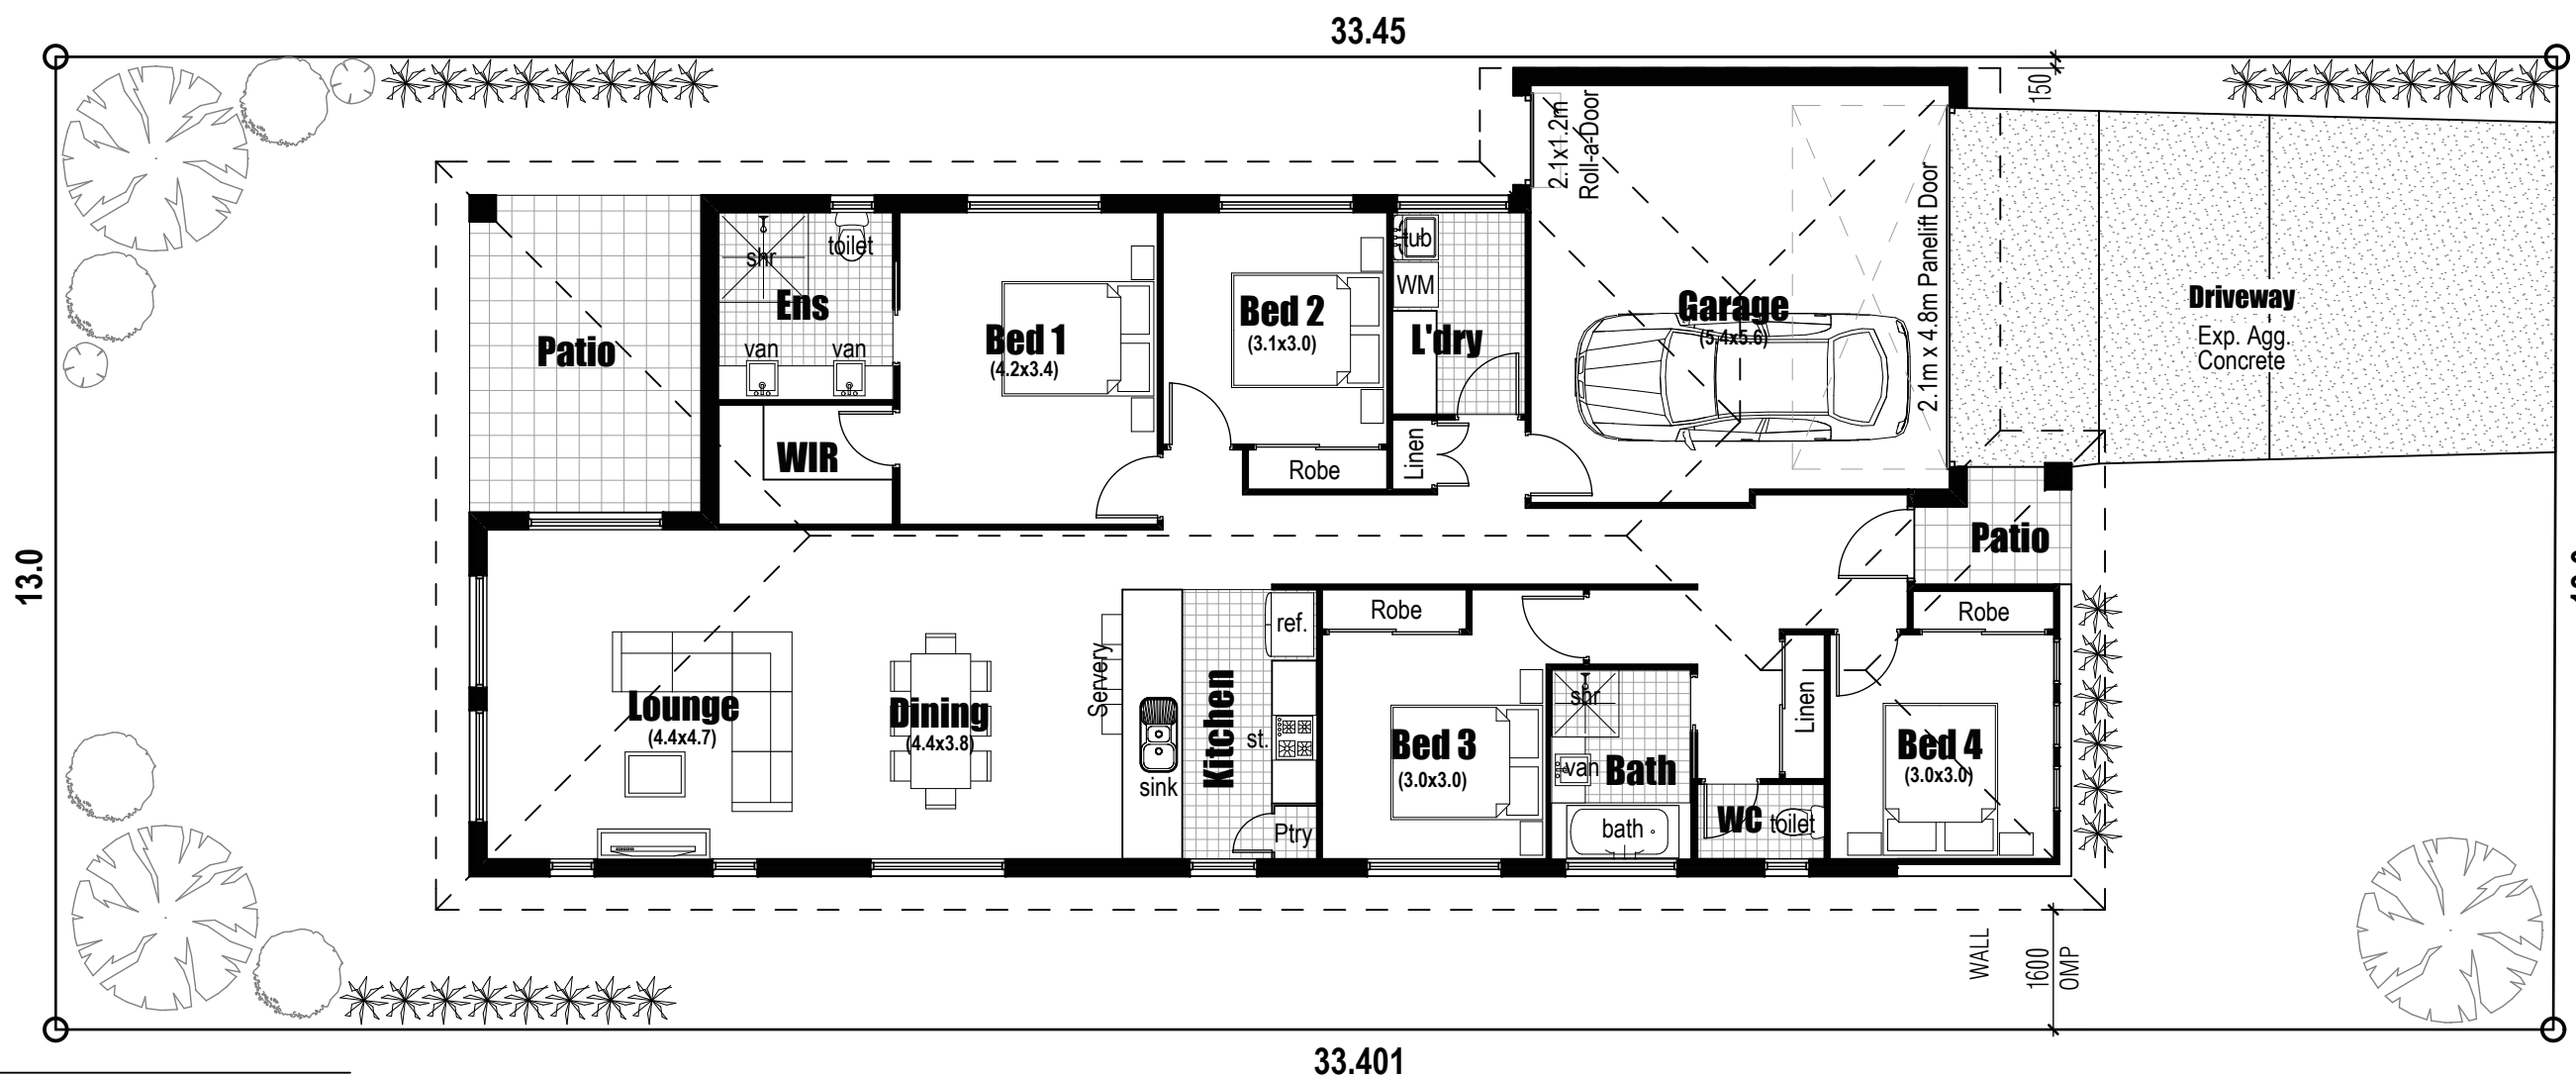 33.45
150
2.1x1.2m
Roll-a-Door
2.1m x 4.8m Panelift Door
toilet
shr
Ens
van
van
Patio
WIR
Bed 1
(4.2x3.4)
Bed 2
(3.1x3.0)
Robe
tub
WM
L'dry
Linen
Garage
(5.4x5.6)
Driveway
Exp. Agg.
Concrete
Patio
13.0
Lounge
(4.4x4.7)
Dining
(4.4x3.8)
Servery
sink
Kitchen
ref.
st.
Ptry
Robe
Bed 3
(3.0x3.0)
shr
van
Bath
bath
WC
toilet
Linen
Robe
Bed 4
(3.0x3.0)
WALL
1600
OMP
33.401